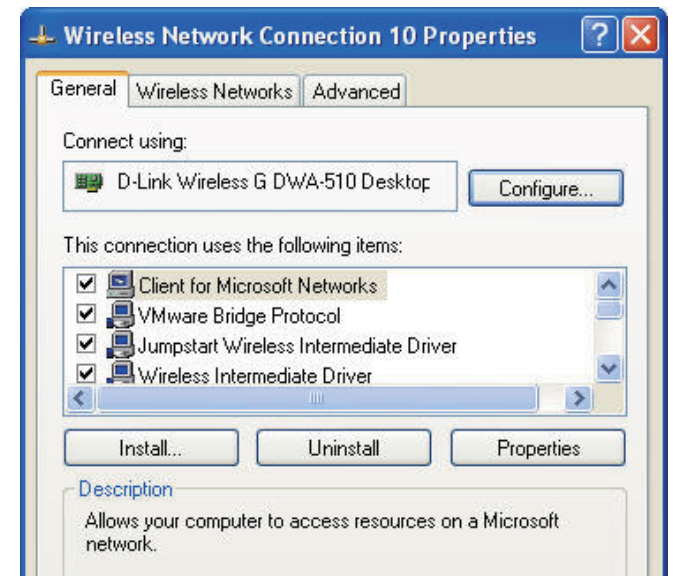 Wireless Network Connection 10 Properties
General Wireless Networks Advanced
Connect using:
D-Link Wireless G DWA-510 Desktop
Configure...
This connection uses the following items:
Client for Microsoft Networks
VMware Bridge Protocol
Jumpstart Wireless Intermediate Driver
Wireless Intermediate Driver
Install... Uninstall Properties
Description
Allows your computer to access resources on a Microsoft
network.